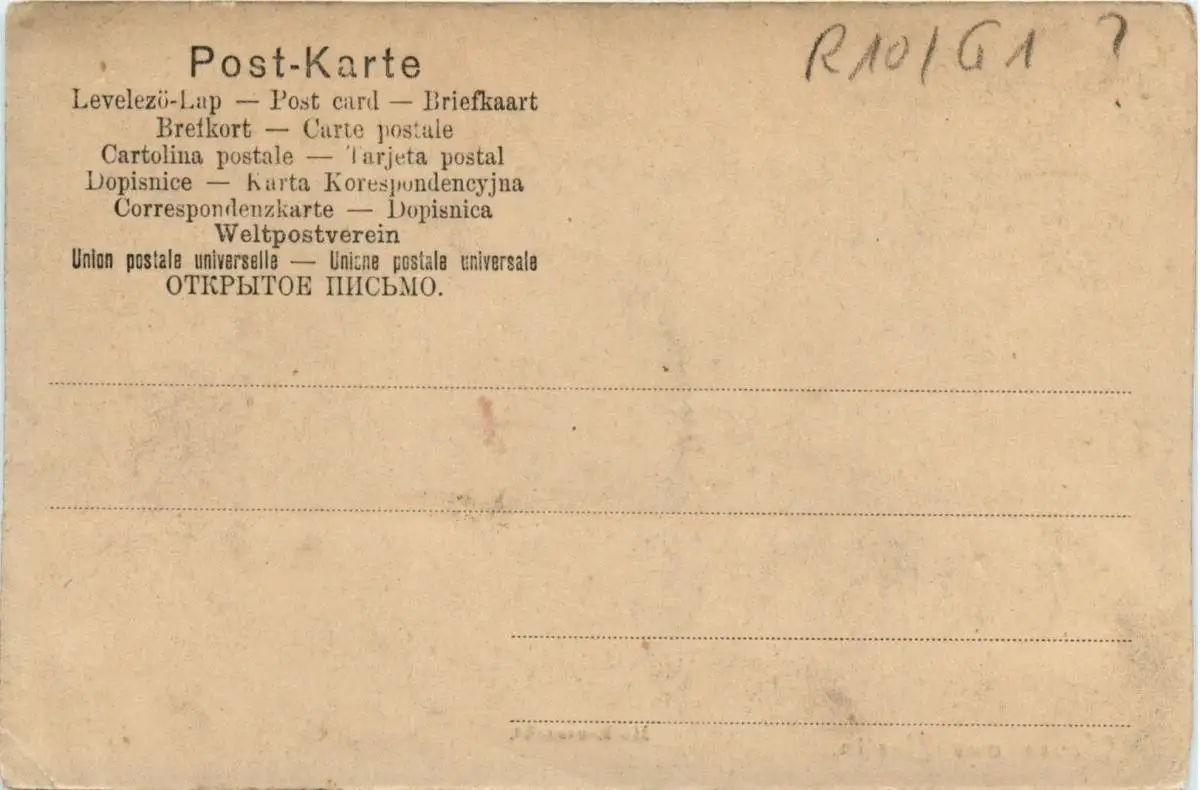 R10/G1 ?
Post-Karte
Levelező-Lap — Post card — Briefkaart
Brefkort — Carte postale
Cartolina postale — Tarjeta postal
Dopisnice — Karta Korespondencyjna
Correspondenzkarte — Dopisnica
Weltpostverein
Union postale universelle — Unione postale universale
ОТКРЫТОЕ ПИСЬМО.